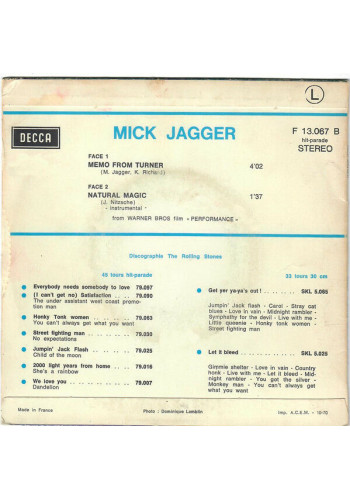 L
DECCA
MICK JAGGER
F 13.067 B
hit-parade
STEREO
FACE 1
MEMO FROM TURNER 4'02
(M. Jagger, K. Richard)
FACE 2
NATURAL MAGIC 1'37
(J. Nitzsche)
- instrumental -
from WARNER BROS film « PERFORMANCE »
Discographie The Rolling Stones
45 tours hit-parade
Everybody needs somebody to love 79.097
(I can't get no) Satisfaction .. .. 79.090
The under assistant west coast promotion man
Honky Tonk women .. .. .. 79.083
You can't always get what you want
Street fighting man .. .. .. 79.030
No expectations
Jumpin' Jack Flash .. .. .. 79.025
Child of the moon
2000 light years from home .. .. 79.016
She's a rainbow
We love you .. .. .. 79.007
Dandelion
33 tours 30 cm
Get yer ya-ya's out ! .. .. .. SKL 5.065
Jumpin' Jack flash - Carol - Stray cat
blues - Love in vain - Midnight rambler -
Symphathy for the devil - Live with me -
Little queenie - Honky tonk women -
Street fighting man
Let it bleed .. .. .. SKL 5.025
Gimmie shelter - Love in vain - Country
honk - Live with me - Let it bleed - Mid-
night rambler - You got the silver -
Monkey man - You can't always get
what you want
Made in France
Photo : Dominique Lamblin
Imp. A.C.E.M. - 10-70